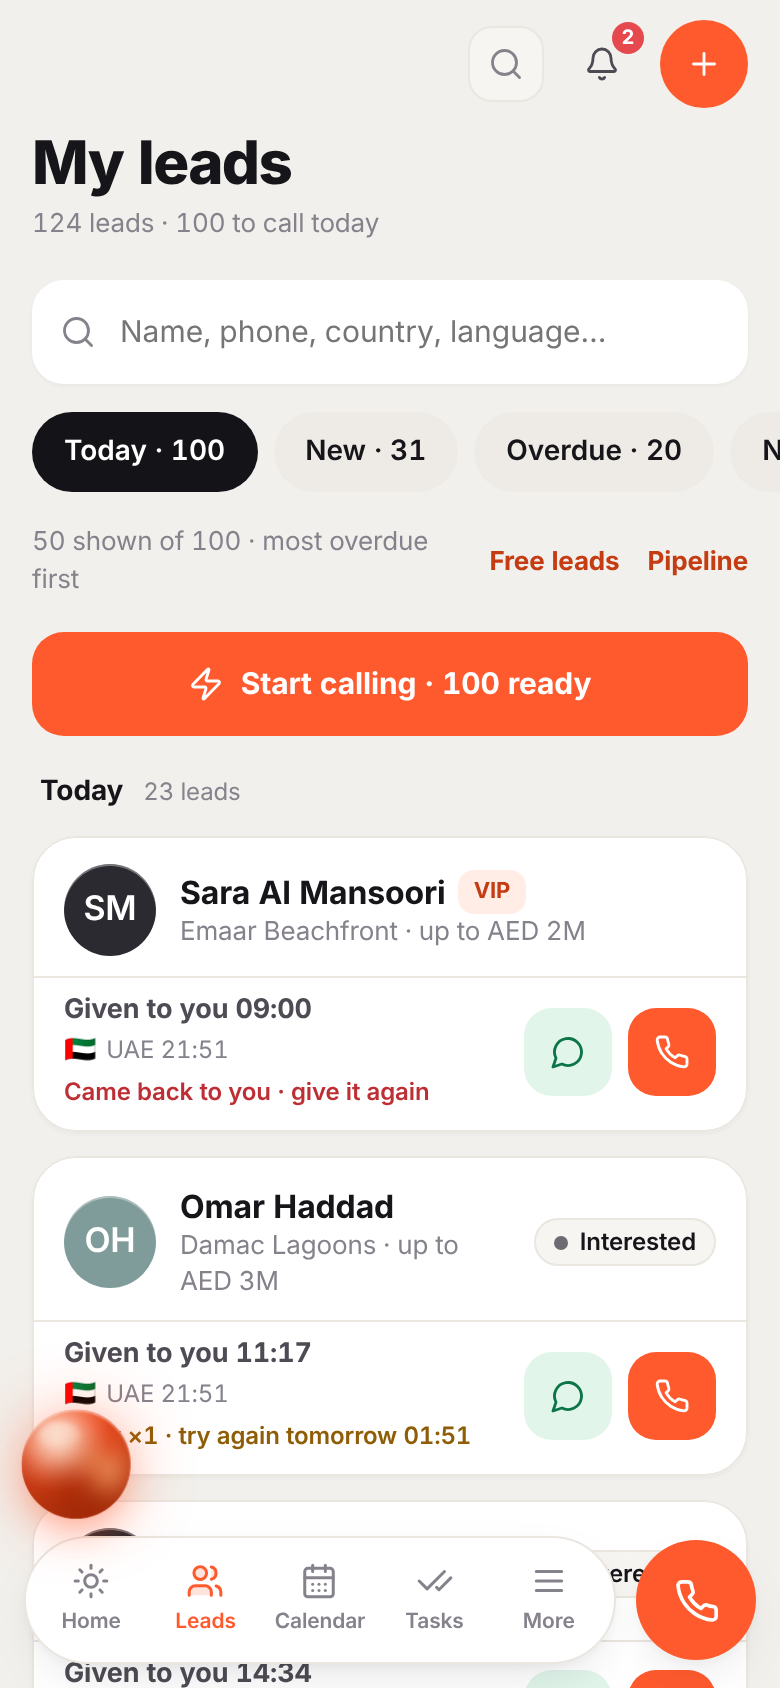 2
My leads
124 leads · 100 to call today
Name, phone, country, language...
Today · 100
New · 31
Overdue · 20
50 shown of 100 · most overdue
first
Free leads
Pipeline
Start calling · 100 ready
Today
23 leads
SM
Sara Al Mansoori
VIP
Emaar Beachfront · up to AED 2M
Given to you 09:00
UAE 21:51
Came back to you · give it again
OH
Omar Haddad
Damac Lagoons · up to
AED 3M
Interested
Given to you 11:17
UAE 21:51
×1 · try again tomorrow 01:51
Home
Leads
Calendar
Tasks
More
Given to you 14:34